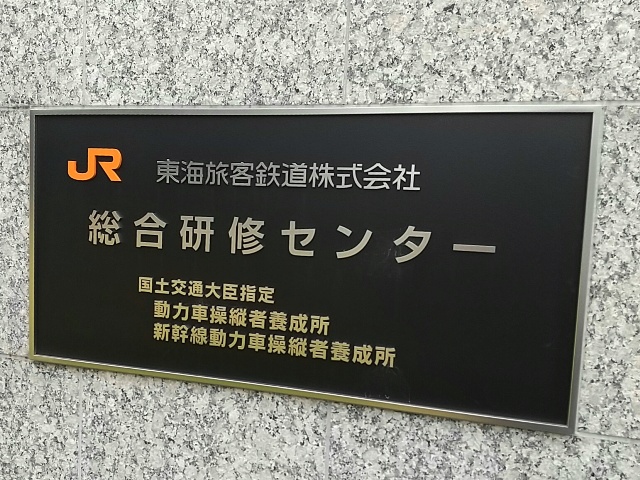 JR 東海旅客鉄道株式会社
総合研修センター
国土交通大臣指定
動力車操縦者養成所
新幹線動力車操縦者養成所